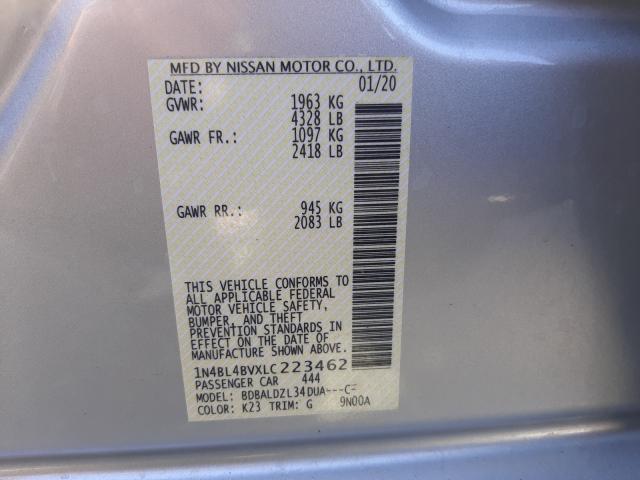 MFD BY NISSAN MOTOR CO., LTD.
DATE: 01/20
GVWR: 1963 KG
4328 LB
GAWR FR.: 1097 KG
2418 LB
GAWR RR.: 945 KG
2083 LB
THIS VEHICLE CONFORMS TO
ALL APPLICABLE FEDERAL
MOTOR VEHICLE SAFETY,
BUMPER, AND THEFT
PREVENTION STANDARDS IN
EFFECT ON THE DATE OF
MANUFACTURE SHOWN ABOVE.
1N4BL4BVXLC223462
PASSENGER CAR 444
MODEL: BDBALDZL34DUA---C-
COLOR: K23 TRIM: G 9N00A